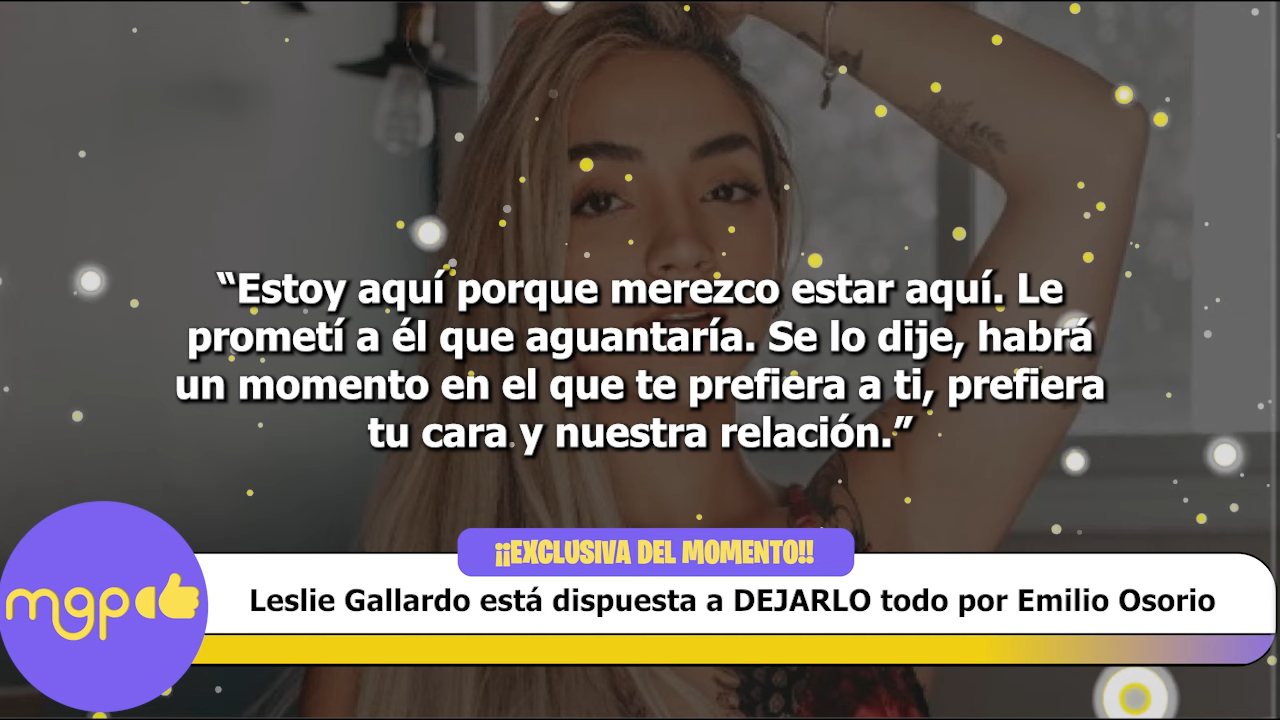 “Estoy aquí porque merezco estar aquí. Le
prometí a él que aguantaría. Se lo dije, habrá
un momento en el que te prefiera a ti, prefiera
tu cara y nuestra relación.”
¡¡EXCLUSIVA DEL MOMENTO!!
mgp
Leslie Gallardo está dispuesta a DEJARLO todo por Emilio Osorio